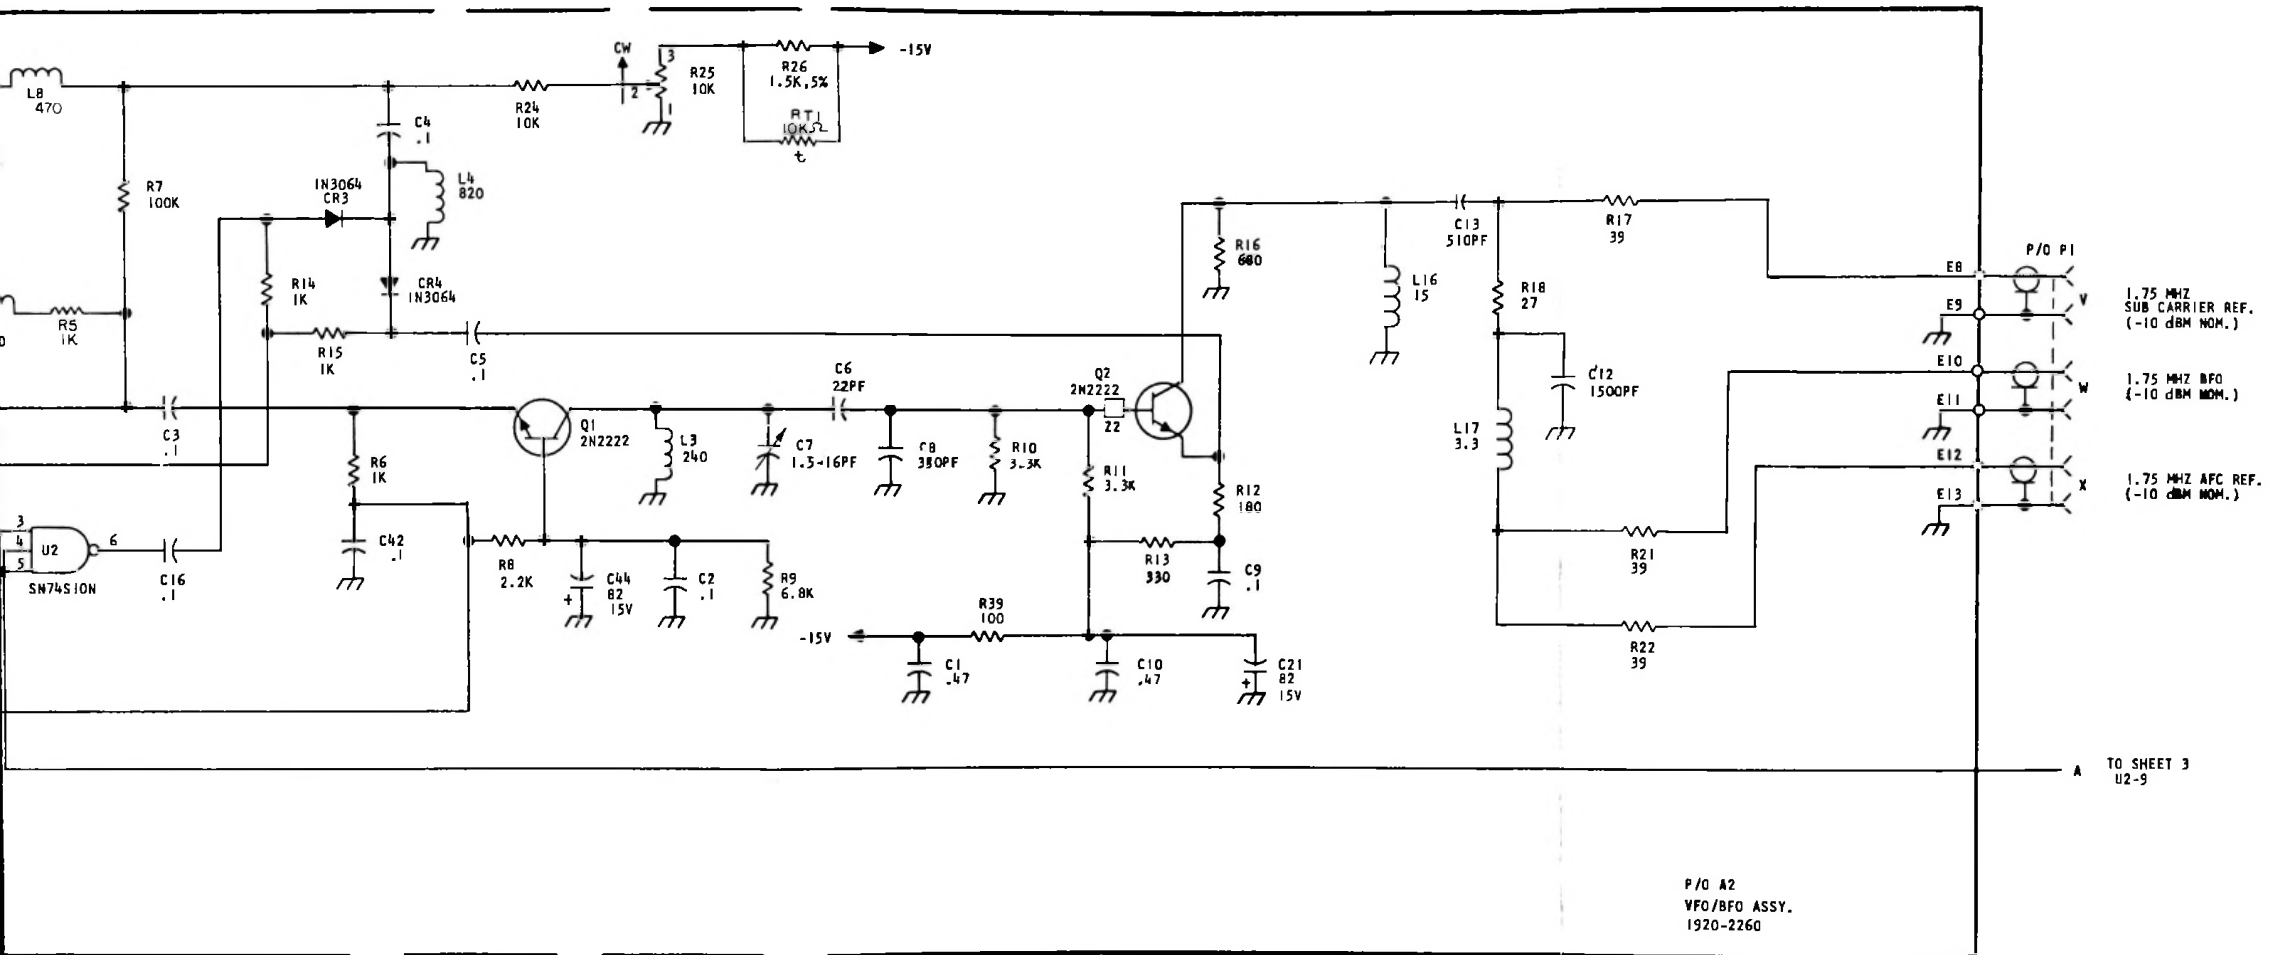 CW
3
R25
10K
2
1
R26
1.5K,5%
-15V
RT1
10KΩ
t
L8
470
R24
10K
C4
.1
R7
100K
1N3064
CR3
L4
820
R14
1K
CR4
1N3064
R5
1K
R15
1K
C5
.1
C3
.1
R6
1K
Q1
2N2222
L3
240
C7
1.5-16PF
C6
22PF
C8
R10
3.3K
R11
3.3K
Q2
2N2222
Z2
R16
680
L16
15
C13
510PF
R17
39
R18
27
C12
1500PF
L17
3.3
R12
180
R13
330
C9
.1
3
4
5
U2
6
SN74S10N
C16
.1
C42
.1
R8
2.2K
C44
82
15V
+
C2
.1
R9
6.8K
-15V
R39
100
C1
.47
C10
.47
C21
82
15V
+
R21
39
R22
39
P/O P1
E8
E9
V
1.75 MHZ
SUB CARRIER REF.
(-10 dBM NOM.)
E10
E11
W
1.75 MHZ BFO
(-10 dBM NOM.)
E12
E13
X
1.75 MHZ AFC REF.
(-10 dBM NOM.)
A
TO SHEET 3
U2-9
P/O A2
VFO/BFO ASSY.
1920-2260